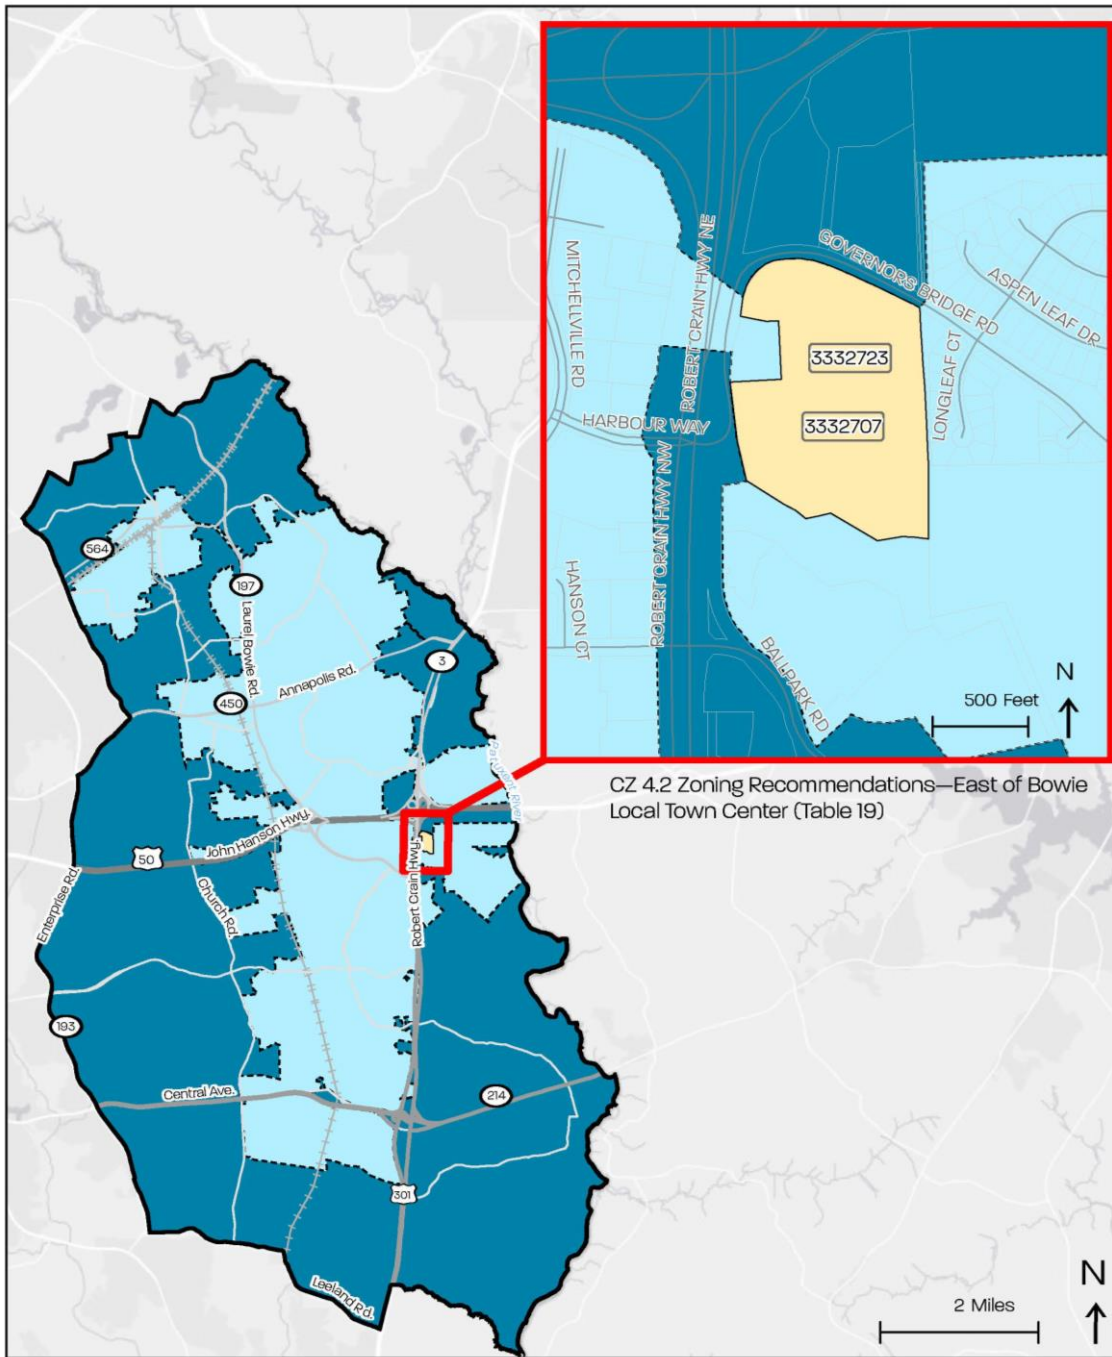 GOVERNORS BRIDGE RD
ASPEN LEAF DR
LONGLEAF CT
MITCHELLVILLE RD
ROBERT CRAIN HWY NE
3332723
3332707
HARBOUR WAY
ROBERT CRAIN HWY NW
HANSON CT
BALLPARK RD
500 Feet
N
CZ 4.2 Zoning Recommendations—East of Bowie
Local Town Center (Table 19)
564
197
Laurel Bowie Rd.
3
Annapolis Rd.
450
Patuxent River
John Hanson Hwy.
50
Enterprise Rd.
Church Rd.
Robert Crain Hwy.
193
Central Ave.
214
301
Leeland Rd.
2 Miles
N